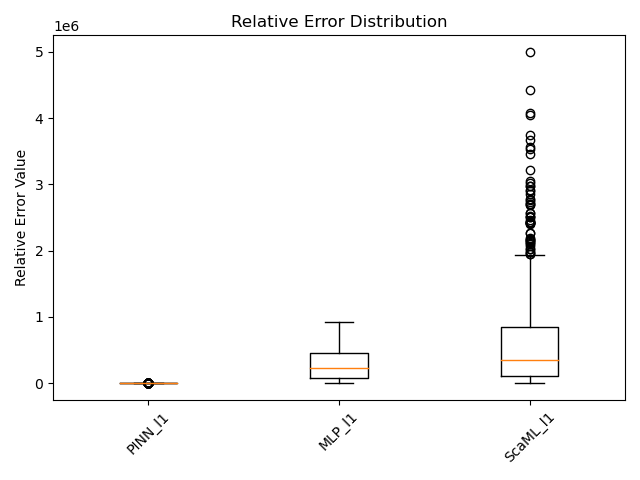 Relative Error Distribution
1e6
5
4
3
2
1
0
Relative Error Value
PINN_l1
MLP_l1
ScaML_l1